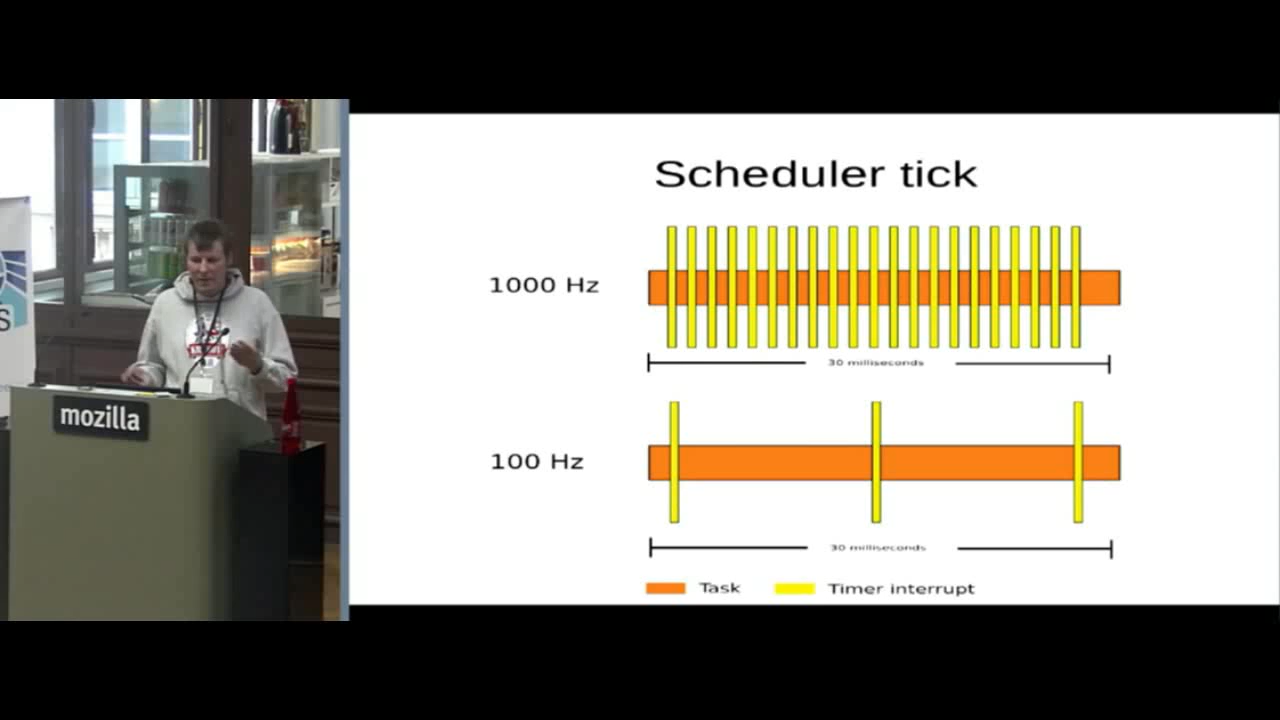 Scheduler tick
1000 Hz
30 milliseconds
100 Hz
30 milliseconds
Task
Timer interrupt
mozilla
S